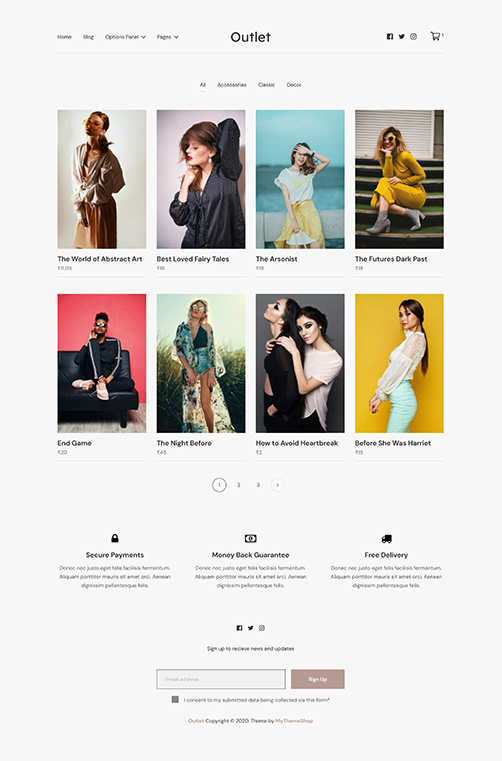 Home Blog Options Panel Pages Outlet 1
All Accessories Classic Decor
The World of Abstract Art Best Loved Fairy Tales The Arsonist The Futures Dark Past
₹11.05 ₹18 ₹18 ₹18
End Game The Night Before How to Avoid Heartbreak Before She Was Harriet
₹20 ₹45 ₹2 ₹15
1 2 3 ›
Secure Payments Money Back Guarantee Free Delivery
Donec nec justo eget felis facilisis fermentum. Donec nec justo eget felis facilisis fermentum. Donec nec justo eget felis facilisis fermentum.
Aliquam porttitor mauris sit amet orci. Aenean Aliquam porttitor mauris sit amet orci. Aenean Aliquam porttitor mauris sit amet orci. Aenean
dignissim pellentesque felis. dignissim pellentesque felis. dignissim pellentesque felis.
Sign up to recieve news and updates
Email address Sign Up
I consent to my submitted data being collected via this form*
Outlet Copyright © 2020. Theme by MyThemeShop